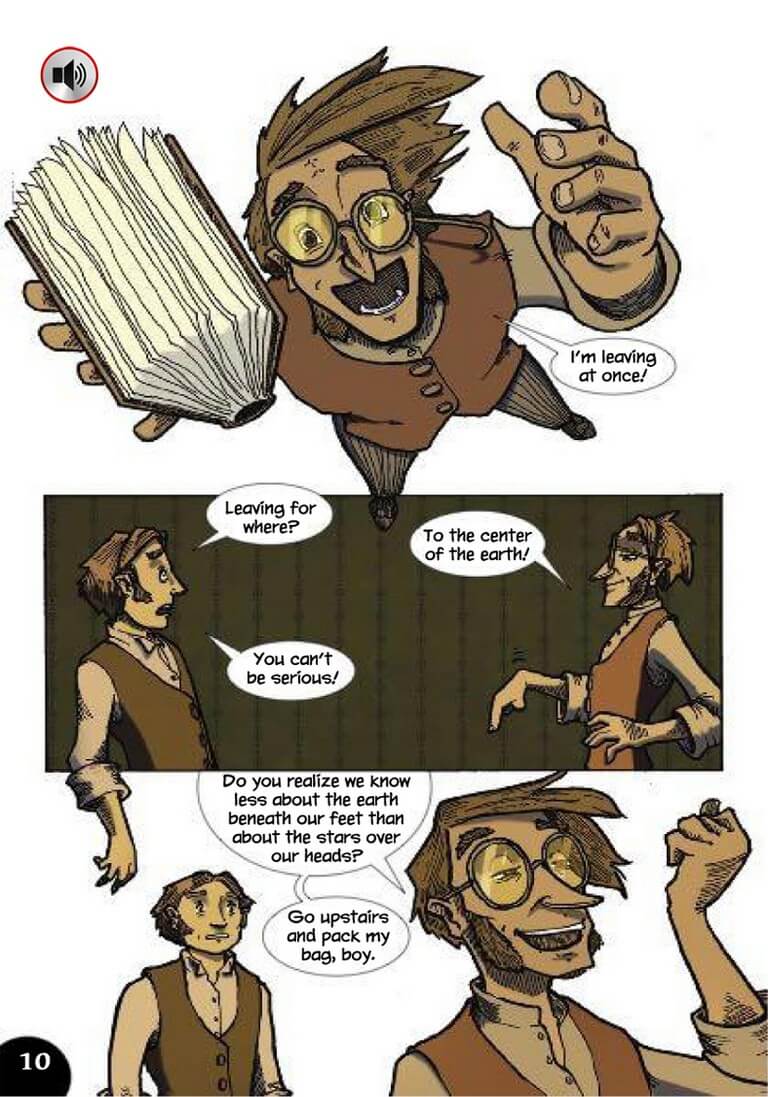 I'm leaving
at once!
Leaving for
where?
To the center
of the earth!
You can't
be serious!
Do you realize we know
less about the earth
beneath our feet than
about the stars over
our heads?
Go upstairs
and pack my
bag, boy.
10